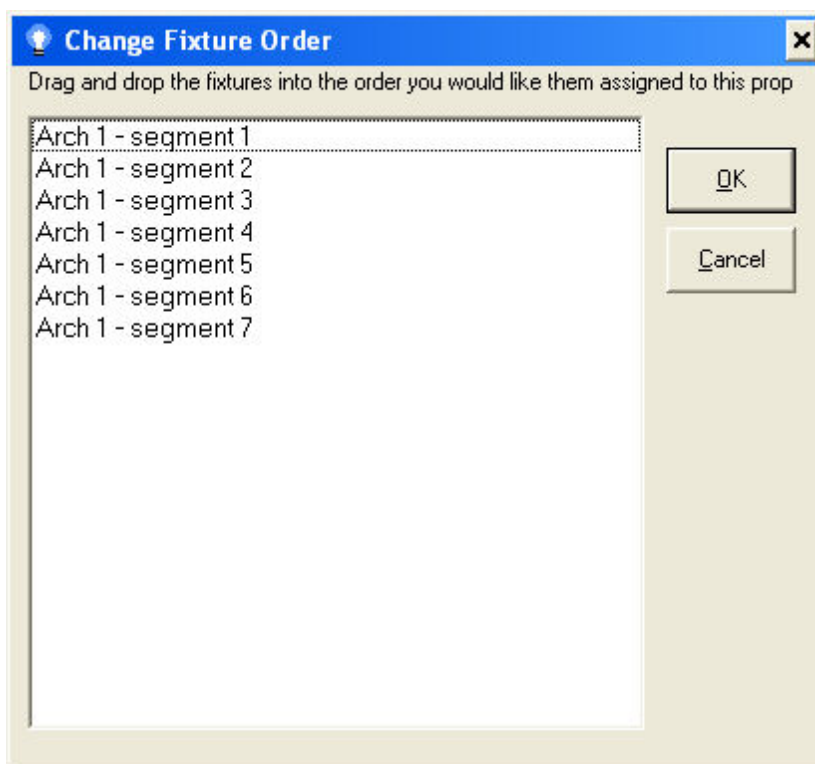 Change Fixture Order
Drag and drop the fixtures into the order you would like them assigned to this prop
Arch 1 - segment 1
Arch 1 - segment 2
Arch 1 - segment 3
Arch 1 - segment 4
Arch 1 - segment 5
Arch 1 - segment 6
Arch 1 - segment 7
OK
Cancel